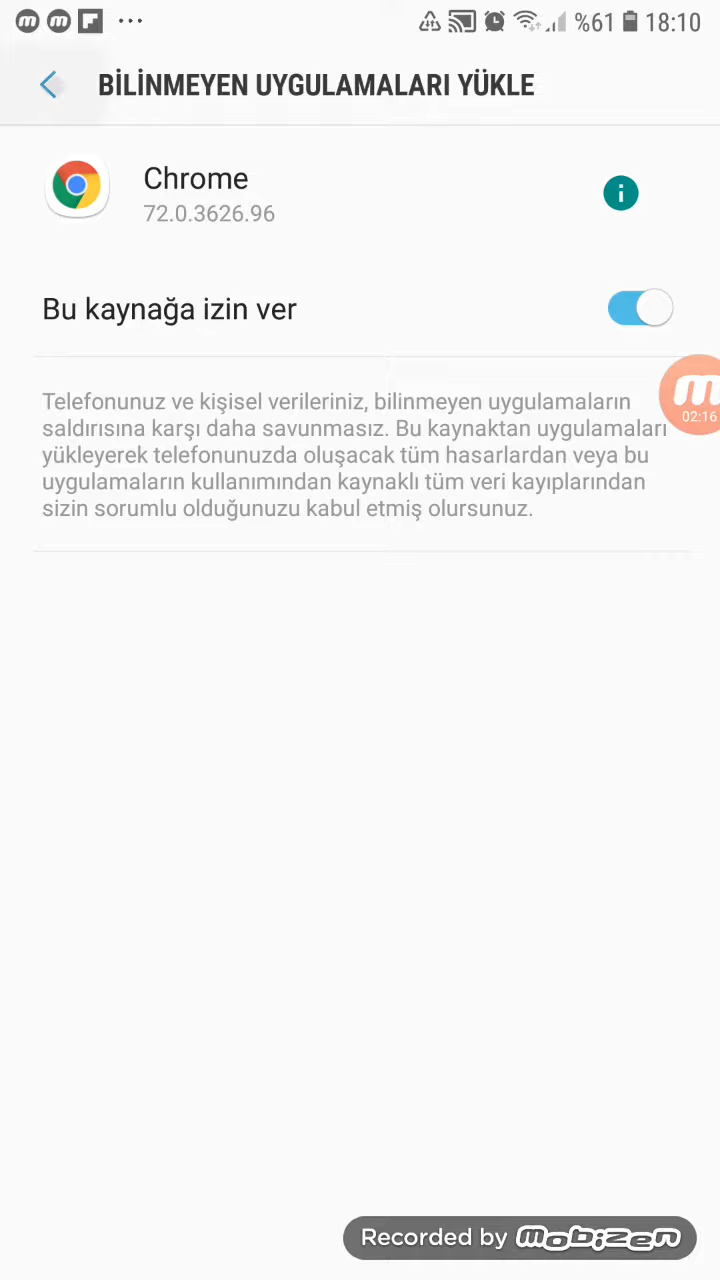 %61 18:10
BİLİNMEYEN UYGULAMALARI YÜKLE
Chrome
72.0.3626.96
Bu kaynağa izin ver
02:16
Telefonunuz ve kişisel verileriniz, bilinmeyen uygulamaların
saldırısına karşı daha savunmasız. Bu kaynaktan uygulamaları
yükleyerek telefonunuzda oluşacak tüm hasarlardan veya bu
uygulamaların kullanımından kaynaklı tüm veri kayıplarından
sizin sorumlu olduğunuzu kabul etmiş olursunuz.
Recorded by mobizen